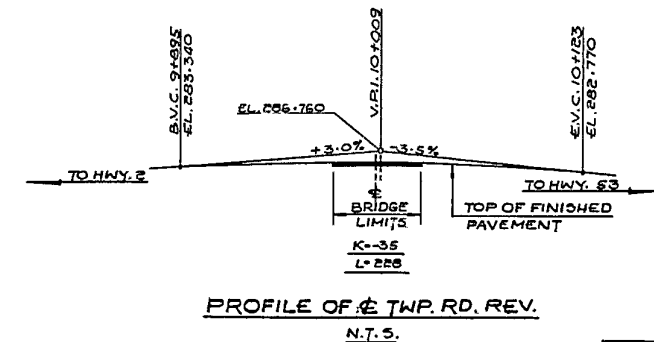 B.V.C. 9+895
EL. 283.340
V.P.I. 10+009
E.V.C. 10+123
EL. 282.770
EL. 286.760
+3.0%
-3.5%
TO HWY. 2
TO HWY. 53
℄
BRIDGE
LIMITS
TOP OF FINISHED
PAVEMENT
K=-35
L=228
PROFILE OF ℄ TWP. RD. REV.
N.T.S.